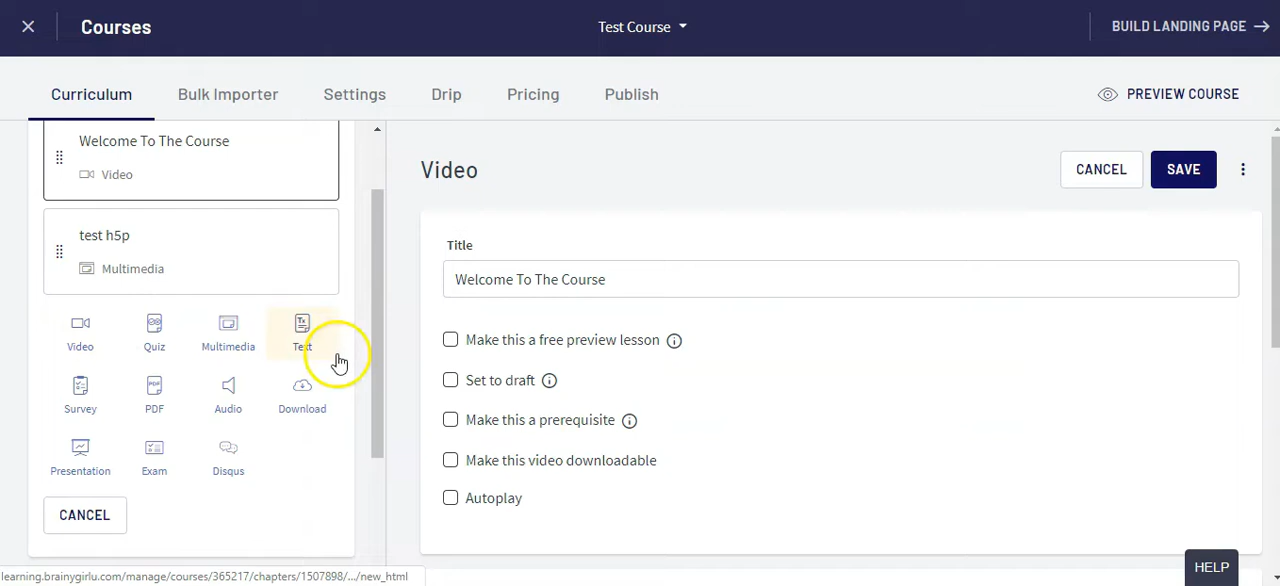 Courses
Test Course
BUILD LANDING PAGE
Curriculum
Bulk Importer
Settings
Drip
Pricing
Publish
PREVIEW COURSE
Welcome To The Course
Video
test h5p
Multimedia
Video
Quiz
Multimedia
Text
Survey
PDF
Audio
Download
Presentation
Exam
Disqus
CANCEL
Video
CANCEL
SAVE
Title
Welcome To The Course
Make this a free preview lesson
Set to draft
Make this a prerequisite
Make this video downloadable
Autoplay
HELP
learning.brainygirlu.com/manage/courses/365217/chapters/1507898/.../new_html